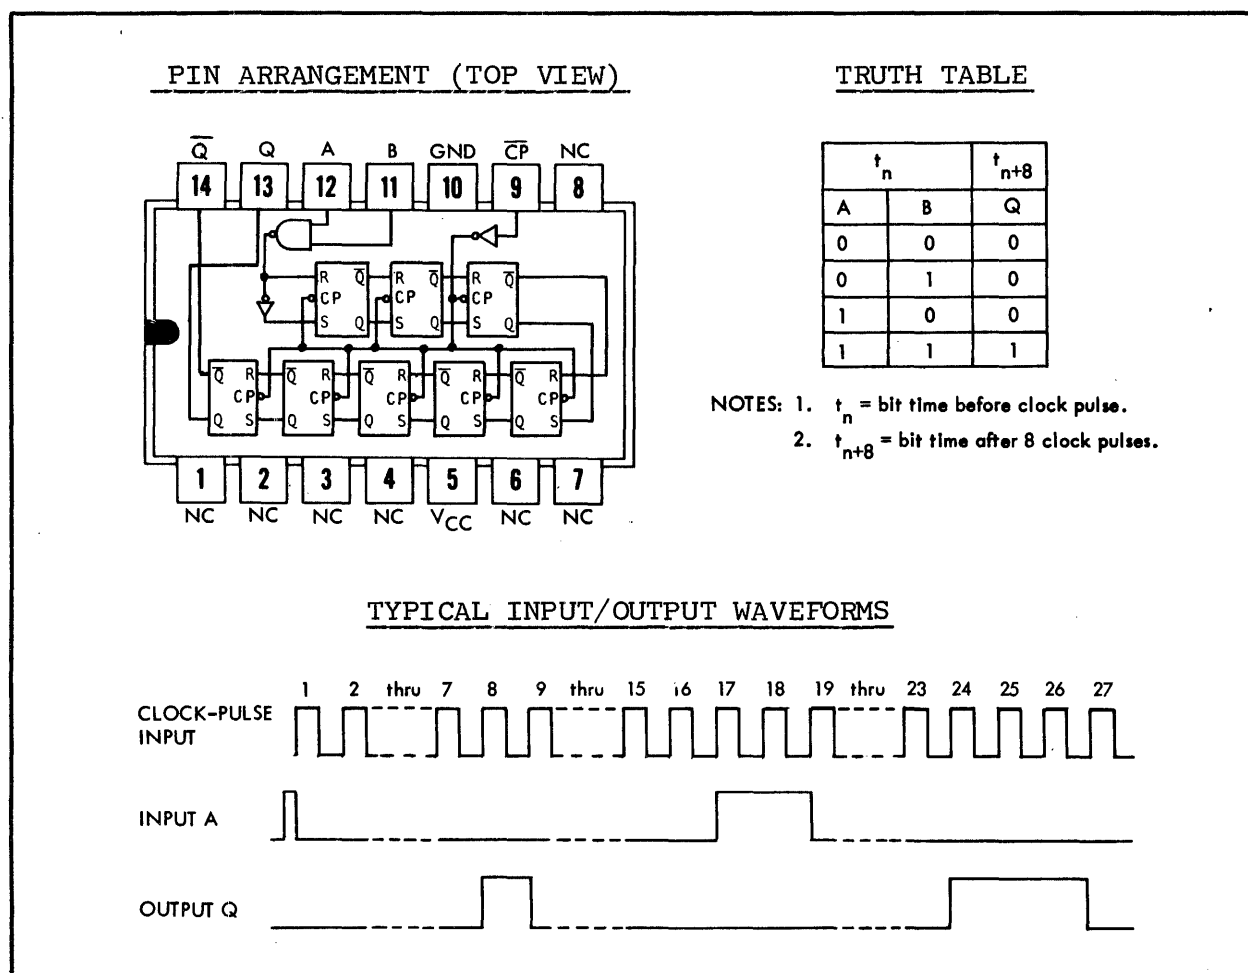 PIN ARRANGEMENT (TOP VIEW)
Q̅ Q A B GND C̅P̅ NC
14 13 12 11 10 9 8
R Q̅ R Q̅ R Q̅
CP CP CP
S Q S Q S Q
Q̅ R Q̅ R Q̅ R Q̅ R Q̅ R
CP CP CP CP CP
Q S Q S Q S Q S Q S
1 2 3 4 5 6 7
NC NC NC NC VCC NC NC
TRUTH TABLE
tn tn+8
A B Q
0 0 0
0 1 0
1 0 0
1 1 1
NOTES: 1. tn = bit time before clock pulse.
2. tn+8 = bit time after 8 clock pulses.
TYPICAL INPUT/OUTPUT WAVEFORMS
1 2 thru 7 8 9 thru 15 16 17 18 19 thru 23 24 25 26 27
CLOCK-PULSE
INPUT
INPUT A
OUTPUT Q